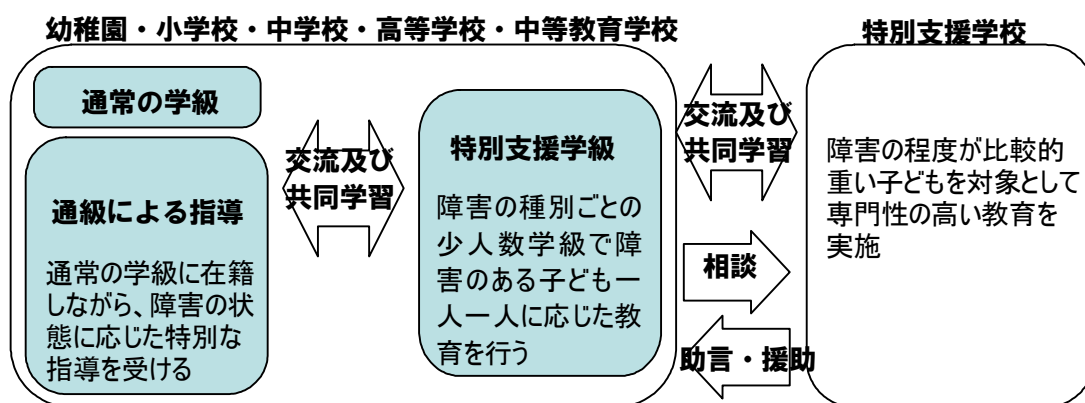 幼稚園・小学校・中学校・高等学校・中等教育学校
通常の学級
通級による指導
通常の学級に在籍
しながら、障害の状
態に応じた特別な
指導を受ける
交流及び
共同学習
特別支援学級
障害の種別ごとの
少人数学級で障
害のある子ども一
人一人に応じた教
育を行う
交流及び
共同学習
相談
助言・援助
特別支援学校
障害の程度が比較的
重い子どもを対象として
専門性の高い教育を
実施